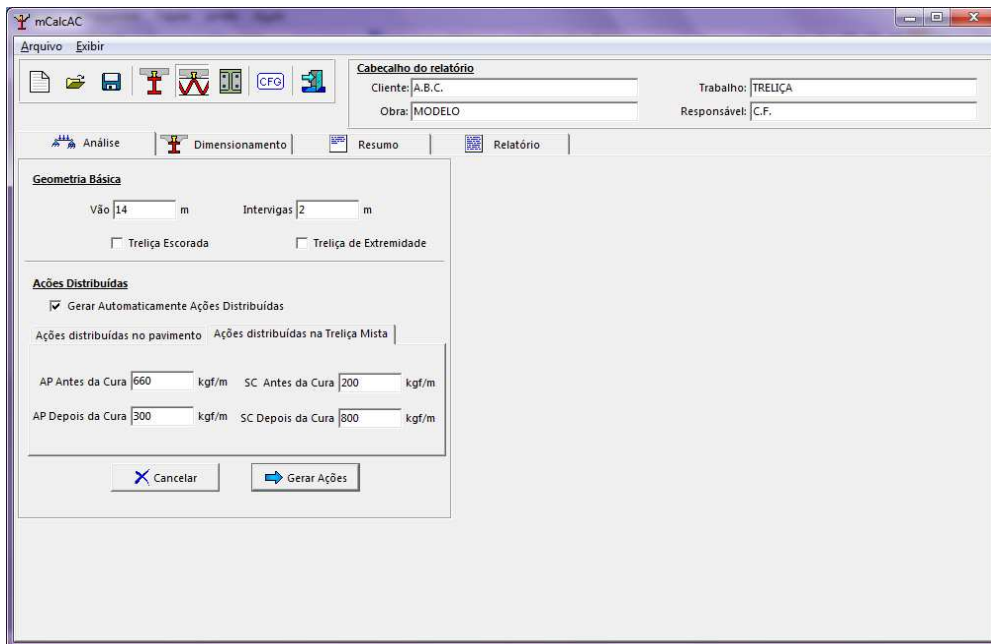 mCalcAC
Arquivo Exibir
CFG
Cabeçalho do relatório
Cliente: A.B.C.
Trabalho: TRELIÇA
Obra: MODELO
Responsável: C.F.
Análise
Dimensionamento
Resumo
Relatório
Geometria Básica
Vão 14 m
Intervigas 2 m
Treliça Escorada
Treliça de Extremidade
Ações Distribuídas
Gerar Automaticamente Ações Distribuídas
Ações distribuídas no pavimento
Ações distribuídas na Treliça Mista
AP Antes da Cura 660 kgf/m
SC Antes da Cura 200 kgf/m
AP Depois da Cura 300 kgf/m
SC Depois da Cura 800 kgf/m
Cancelar
Gerar Ações